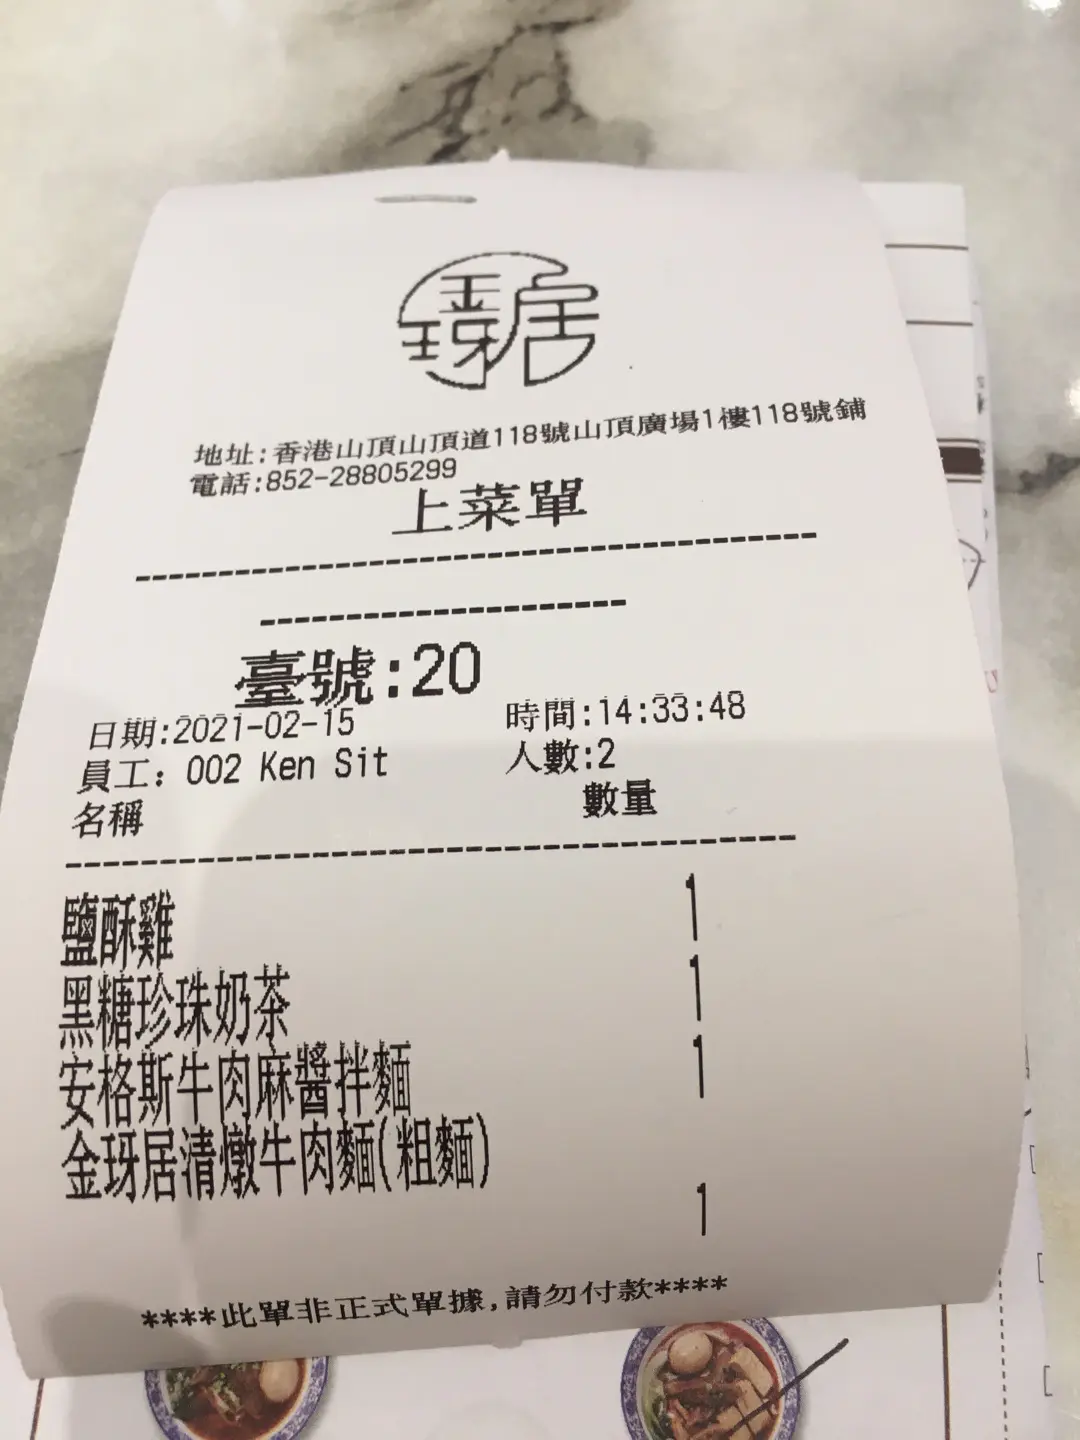 金玡居
地址:香港山頂山頂道118號山頂廣場1樓118號鋪
電話:852-28805299
上菜單
臺號:20
日期:2021-02-15 時間:14:33:48
員工: 002 Ken Sit 人數:2
名稱 數量
鹽酥雞 1
黑糖珍珠奶茶 1
安格斯牛肉麻醬拌麵 1
金玡居清燉牛肉麵(粗麵)
1
****此單非正式單據,請勿付款****